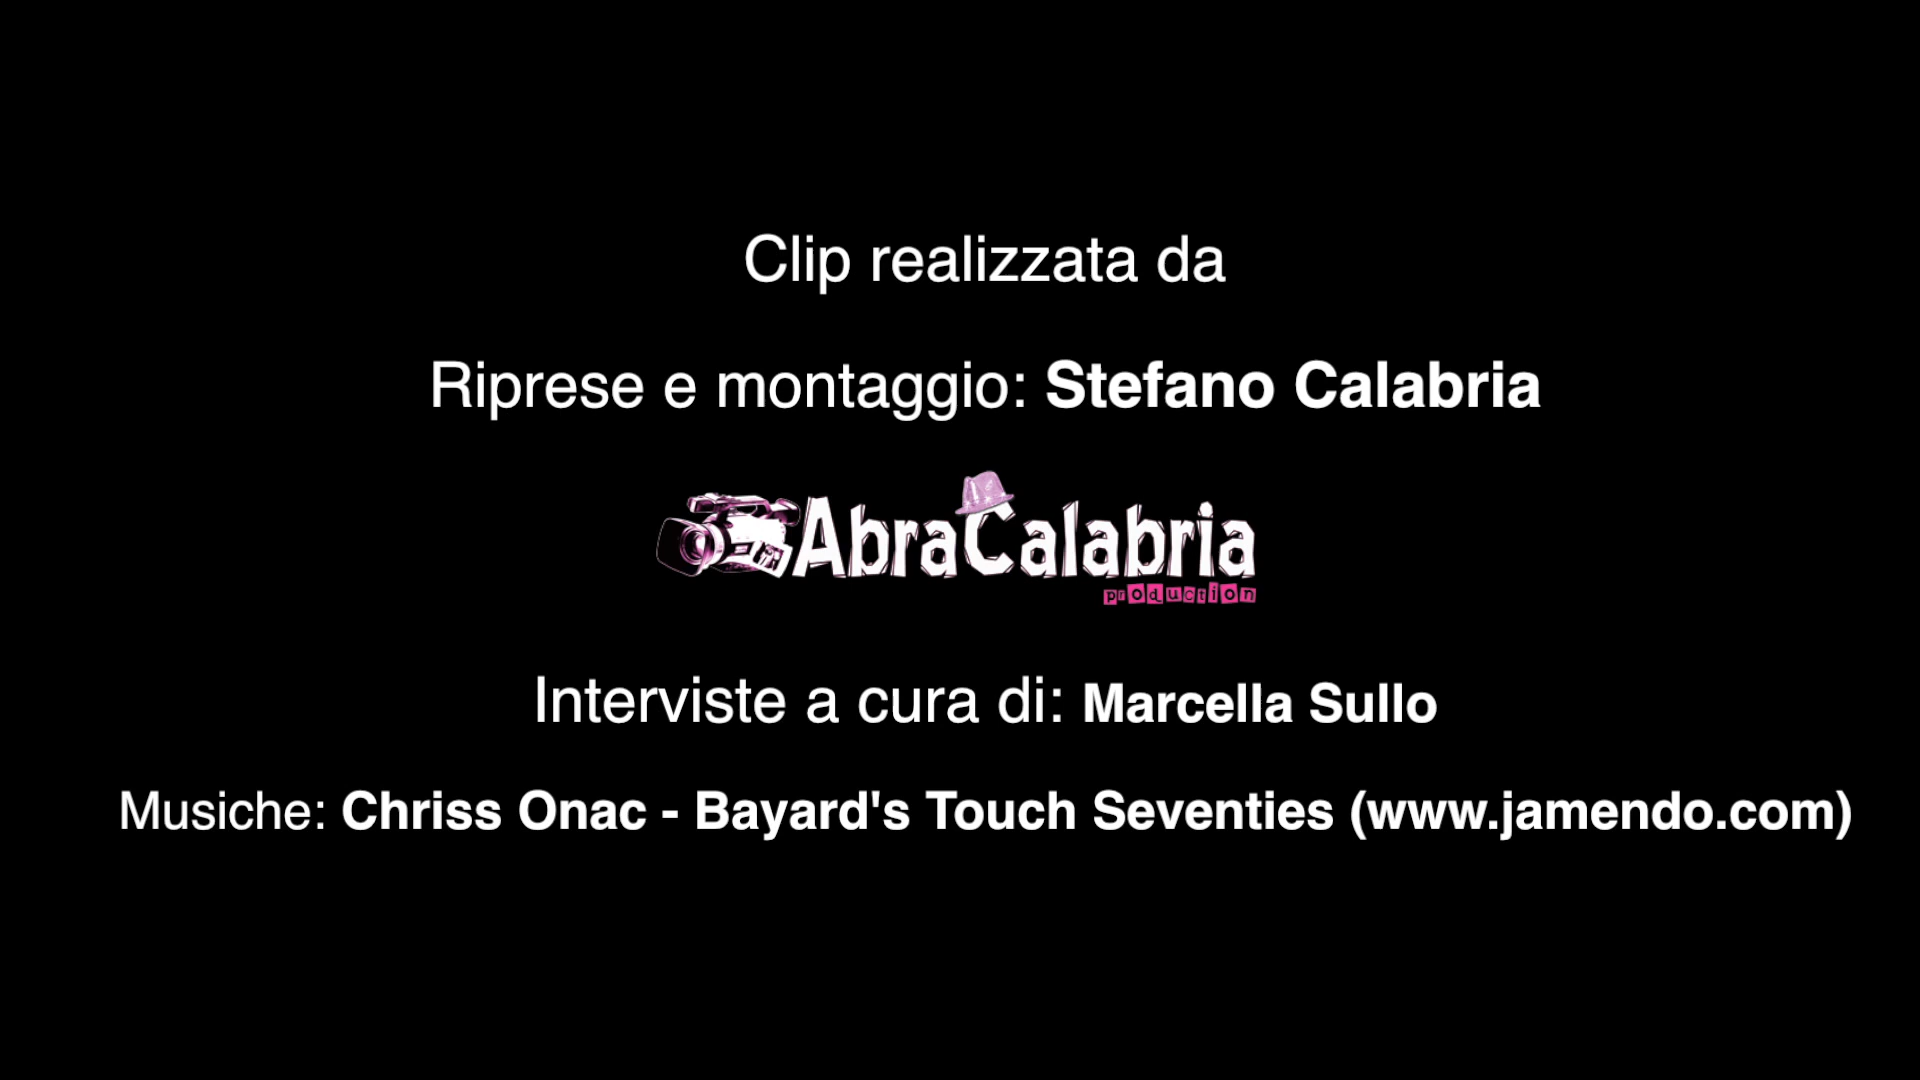 Clip realizzata da
Riprese e montaggio: Stefano Calabria
AbraCalabria
production
Interviste a cura di: Marcella Sullo
Musiche: Chriss Onac - Bayard's Touch Seventies (www.jamendo.com)